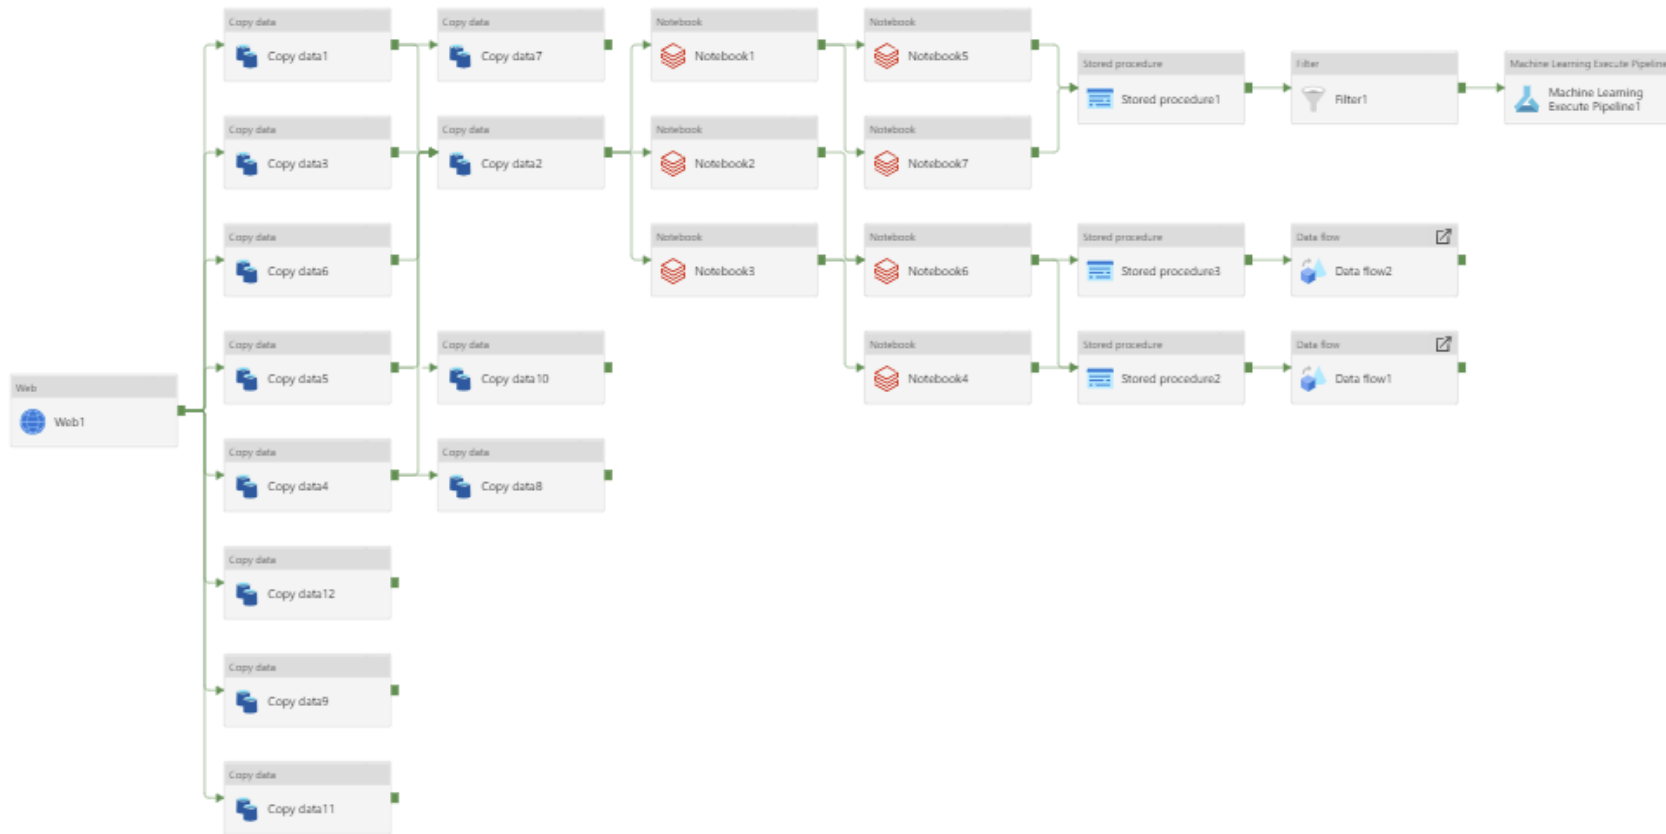 Copy data
Copy data1
Copy data
Copy data7
Notebook
Notebook1
Notebook
Notebook5
Stored procedure
Stored procedure1
Filter
Filter1
Machine Learning Execute Pipeline
Machine Learning
Execute Pipeline1
Copy data
Copy data3
Copy data
Copy data2
Notebook
Notebook2
Notebook
Notebook7
Copy data
Copy data6
Notebook
Notebook3
Notebook
Notebook6
Stored procedure
Stored procedure3
Data flow
Data flow2
Copy data
Copy data5
Copy data
Copy data10
Notebook
Notebook4
Stored procedure
Stored procedure2
Data flow
Data flow1
Web
Web1
Copy data
Copy data4
Copy data
Copy data8
Copy data
Copy data12
Copy data
Copy data9
Copy data
Copy data11